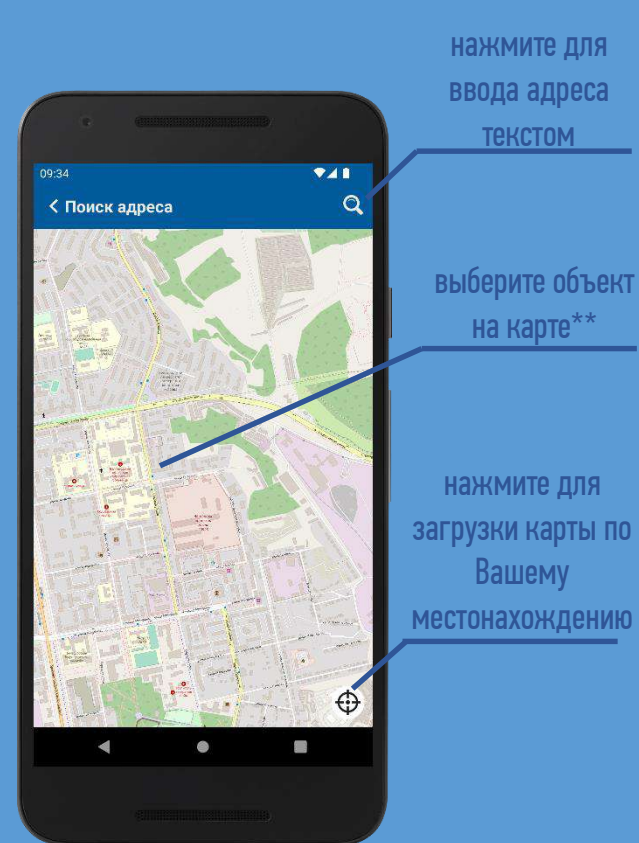 нажмите для
ввода адреса
текстом
09:34
Поиск адреса
выберите объект
на карте**
нажмите для
загрузки карты по
Вашему
местонахождению